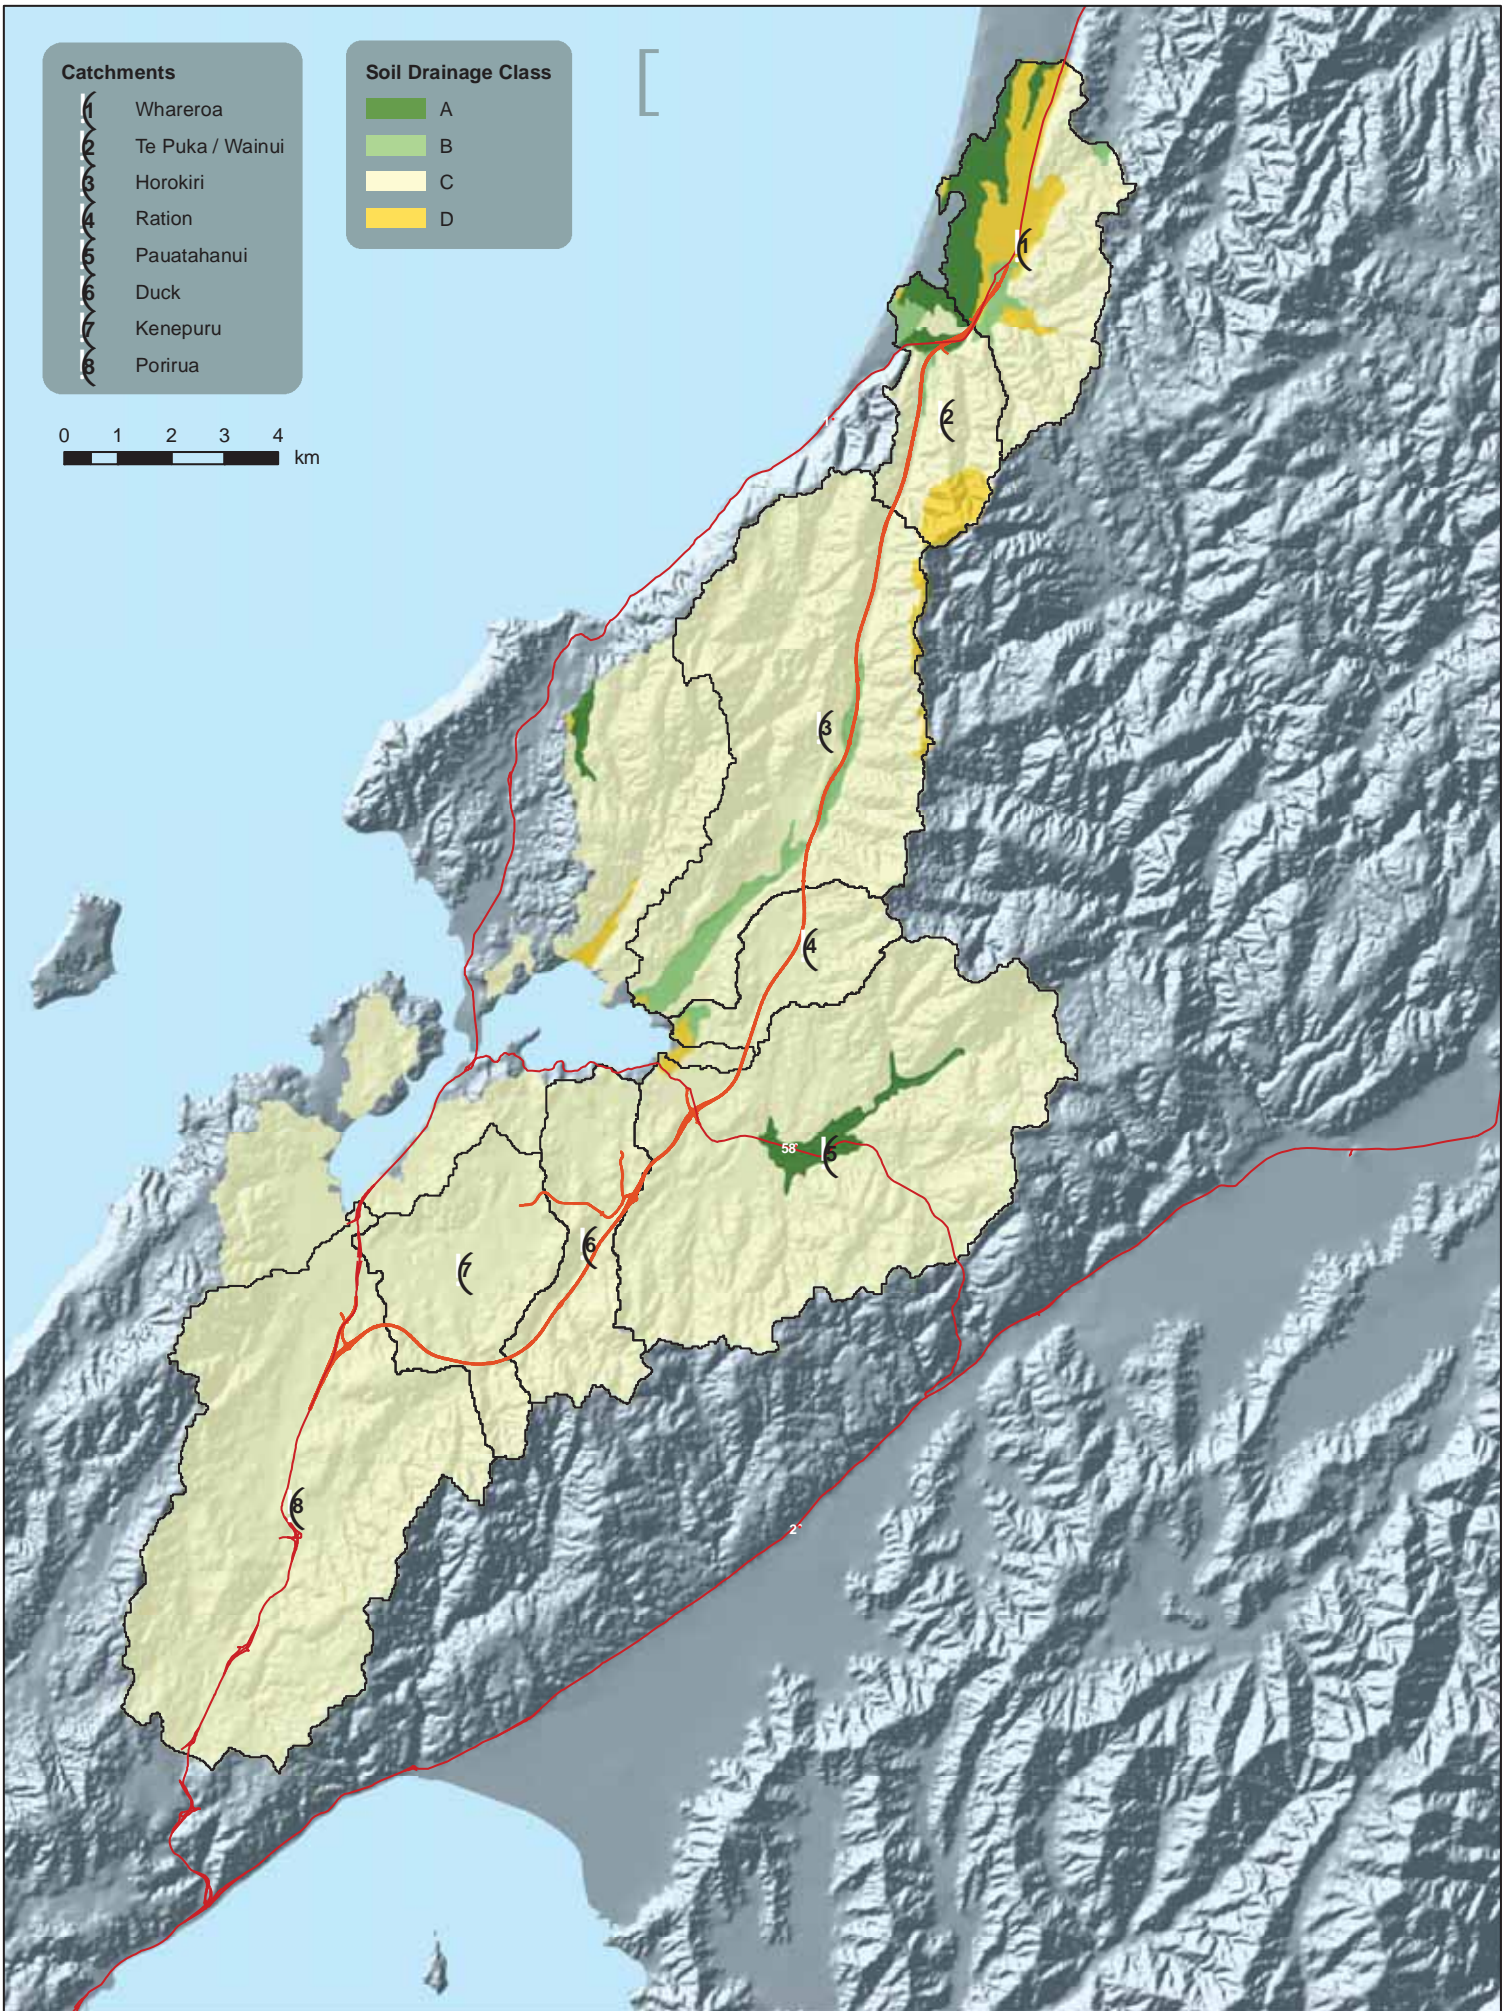 Catchments
1 Whareroa
2 Te Puka / Wainui
3 Horokiri
4 Ration
5 Pauatahanui
6 Duck
7 Kenepuru
8 Porirua
Soil Drainage Class
A
B
C
D
0 1 2 3 4 km
1
2
3
4
58 5
6
7
8
2